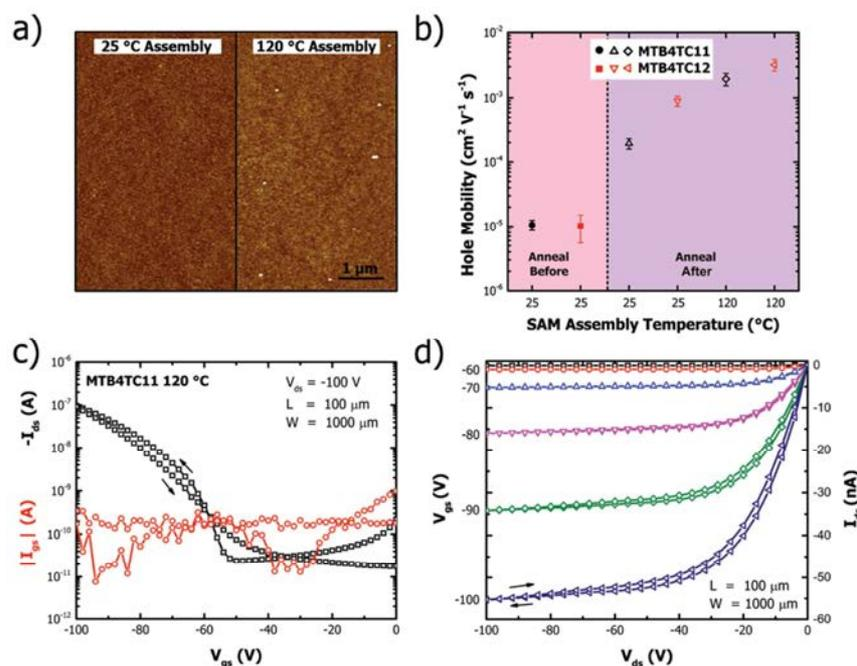 a)
25 °C Assembly
120 °C Assembly
1 µm
b)
MTB4TC11
MTB4TC12
Hole Mobility (cm² V⁻¹ s⁻¹)
10⁻²
10⁻³
10⁻⁴
10⁻⁵
10⁻⁶
Anneal
Before
Anneal
After
25 25 25 25 120 120
SAM Assembly Temperature (°C)
c)
MTB4TC11 120 °C
V_ds = -100 V
L = 100 µm
W = 1000 µm
-I_ds (A)
|I_gs| (A)
10⁻⁶
10⁻⁷
10⁻⁸
10⁻⁹
10⁻¹⁰
10⁻¹¹
10⁻¹²
-100 -80 -60 -40 -20 0
V_gs (V)
d)
V_gs (V)
-60
-70
-80
-90
-100
0
-10
-20
-30
-40
-50
-60
(nA)
L = 100 µm
W = 1000 µm
-100 -80 -60 -40 -20 0
V_ds (V)